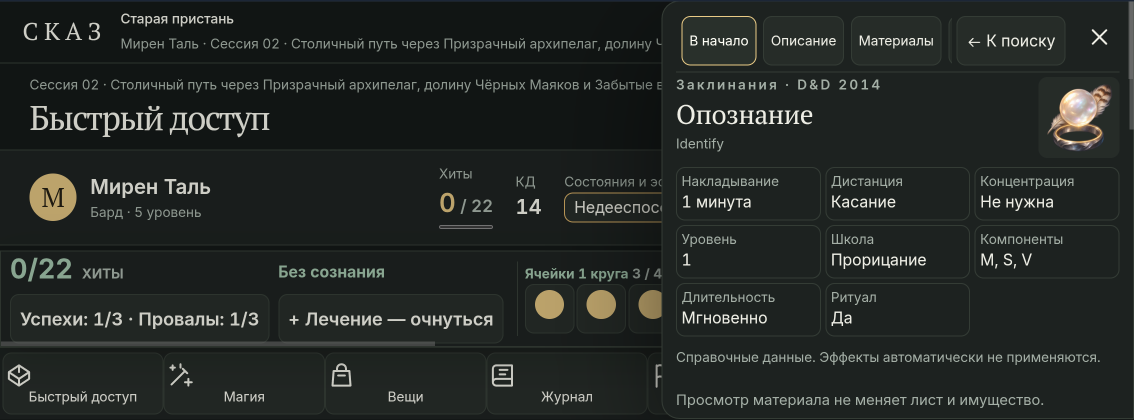 СКАЗ
Старая пристань
Мирен Таль · Сессия 02 · Столичный путь через Призрачный архипелаг, долину
Сессия 02 · Столичный путь через Призрачный архипелаг, долину Чёрных Маяков и Забытые
Быстрый доступ
М
Мирен Таль
Бард · 5 уровень
Хиты
0 / 22
КД
14
Состояния и
0/22 хиты
Успехи: 1/3 · Провалы: 1/3
Без сознания
+ Лечение — очнуться
Ячейки 1 круга 3 / 4
Быстрый доступ
Магия
Вещи
Журнал
В начало
Описание
Материалы
← К поиску
Заклинания · D&D 2014
Опознание
Identify
Накладывание
1 минута
Дистанция
Касание
Концентрация
Не нужна
Уровень
1
Школа
Прорицание
Компоненты
M, S, V
Длительность
Мгновенно
Ритуал
Да
Справочные данные. Эффекты автоматически не применяются.
Просмотр материала не меняет лист и имущество.